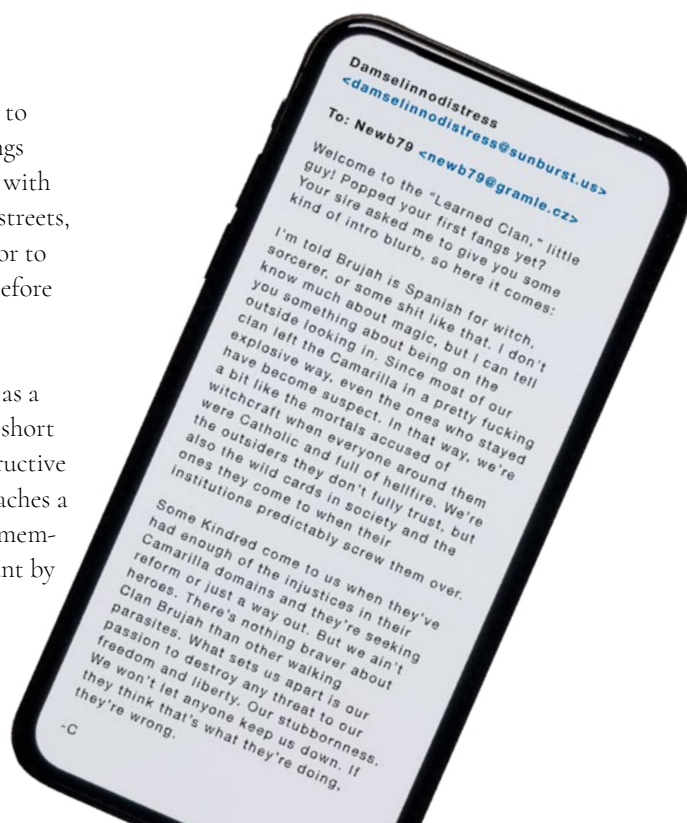 to
ngs
with
streets,
or to
efore
as a
short
ructive
aches a
mem-
nt by
Damselinnodistress
<damselinnodistress@sunburst.us>
To: Newb79 <newb79@gramle.cz>
Welcome to the "Learned Clan," little
guy! Popped your first fangs yet?
Your sire asked me to give you some
kind of intro blurb, so here it comes:
I'm told Brujah is Spanish for witch,
sorcerer, or some shit like that. I don't
know much about magic, but I can tell
you something about being on the
outside looking in. Since most of our
clan left the Camarilla in a pretty fucking
explosive way, even the ones who stayed
have become suspect. In that way, we're
a bit like the mortals accused of
witchcraft when everyone around them
were Catholic and full of hellfire. We're
the outsiders they don't fully trust, but
also the wild cards in society and the
ones they come to when their
institutions predictably screw them over.
Some Kindred come to us when they've
had enough of the injustices in their
Camarilla domains and they're seeking
reform or just a way out. But we ain't
heroes. There's nothing braver about
Clan Brujah than other walking
parasites. What sets us apart is our
passion to destroy any threat to our
freedom and liberty. Our stubbornness.
We won't let anyone keep us down. If
they think that's what they're doing,
they're wrong.
-C